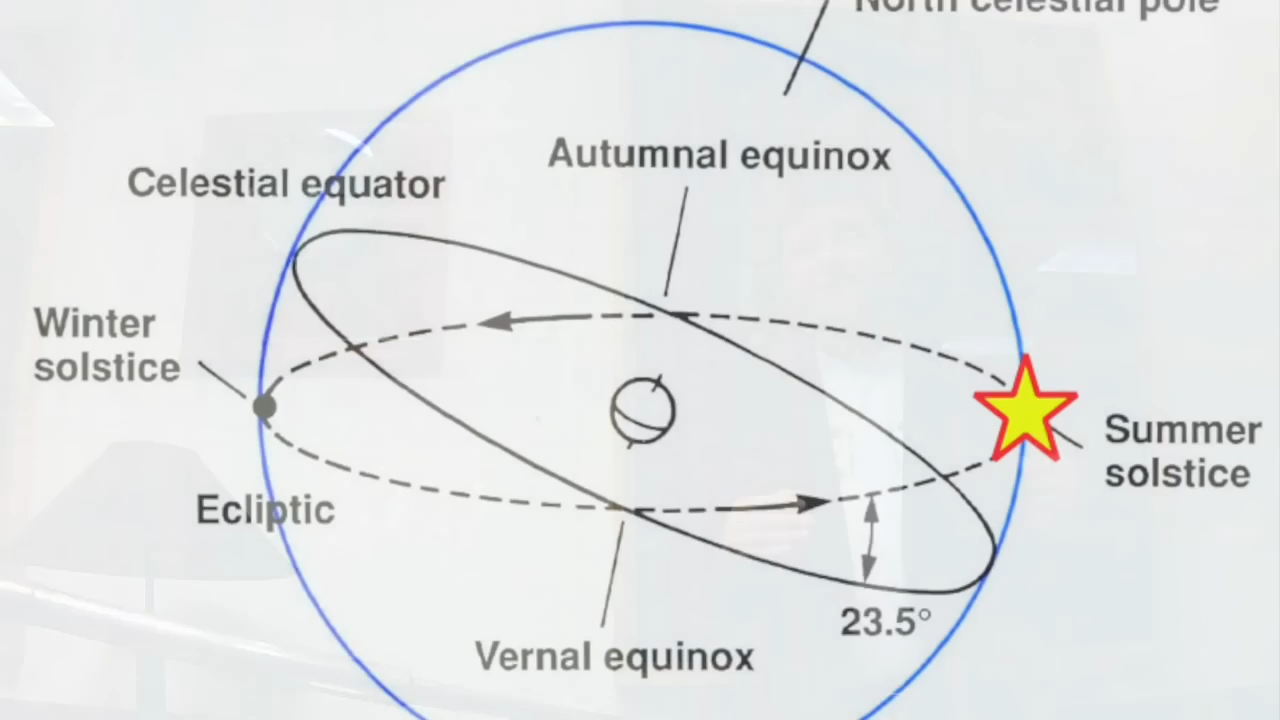 North celestial pole
Autumnal equinox
Celestial equator
Winter
solstice
Summer
solstice
Ecliptic
23.5°
Vernal equinox